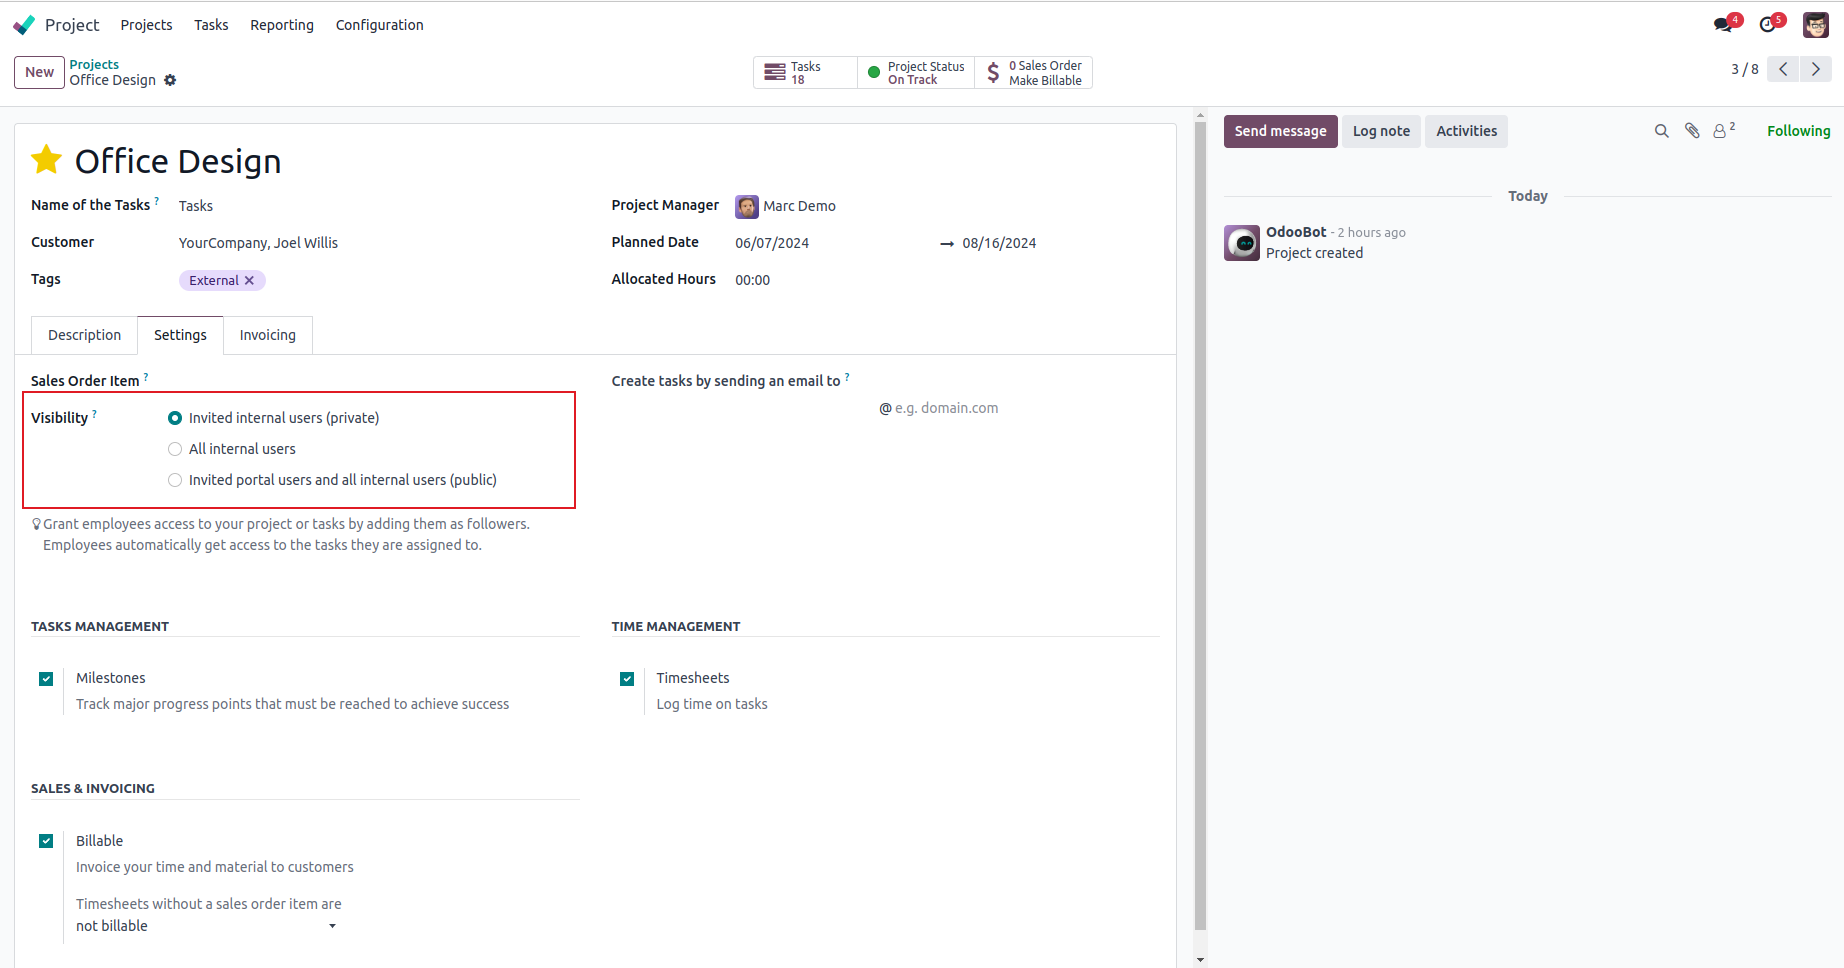 Project Projects Tasks Reporting Configuration 4 5
New
Projects
Office Design
Tasks
18
Project Status
On Track
0 Sales Order
Make Billable
3 / 8
Office Design
Name of the Tasks ? Tasks
Customer YourCompany, Joel Willis
Tags External
Project Manager Marc Demo
Planned Date 06/07/2024 → 08/16/2024
Allocated Hours 00:00
Description Settings Invoicing
Sales Order Item ?
Visibility ? Invited internal users (private)
All internal users
Invited portal users and all internal users (public)
Grant employees access to your project or tasks by adding them as followers.
Employees automatically get access to the tasks they are assigned to.
Create tasks by sending an email to ?
@ e.g. domain.com
TASKS MANAGEMENT
Milestones
Track major progress points that must be reached to achieve success
TIME MANAGEMENT
Timesheets
Log time on tasks
SALES & INVOICING
Billable
Invoice your time and material to customers
Timesheets without a sales order item are
not billable
Send message Log note Activities 2 Following
Today
OdooBot - 2 hours ago
Project created